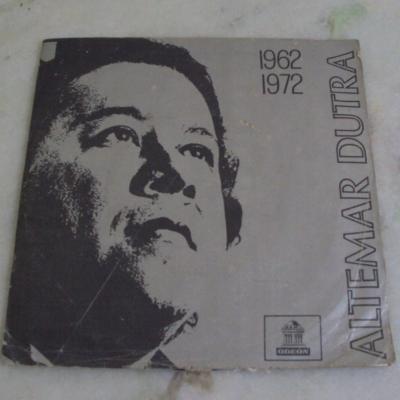 1962
1972
ALTEMAR DUTRA
ODEON